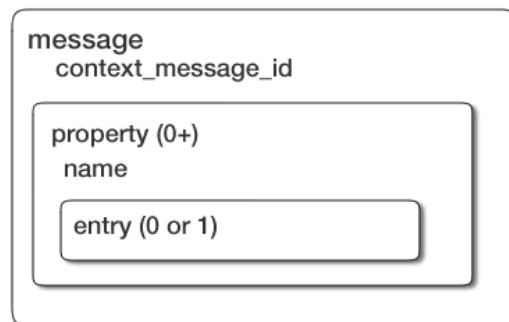 message
context_message_id
property (0+)
name
entry (0 or 1)